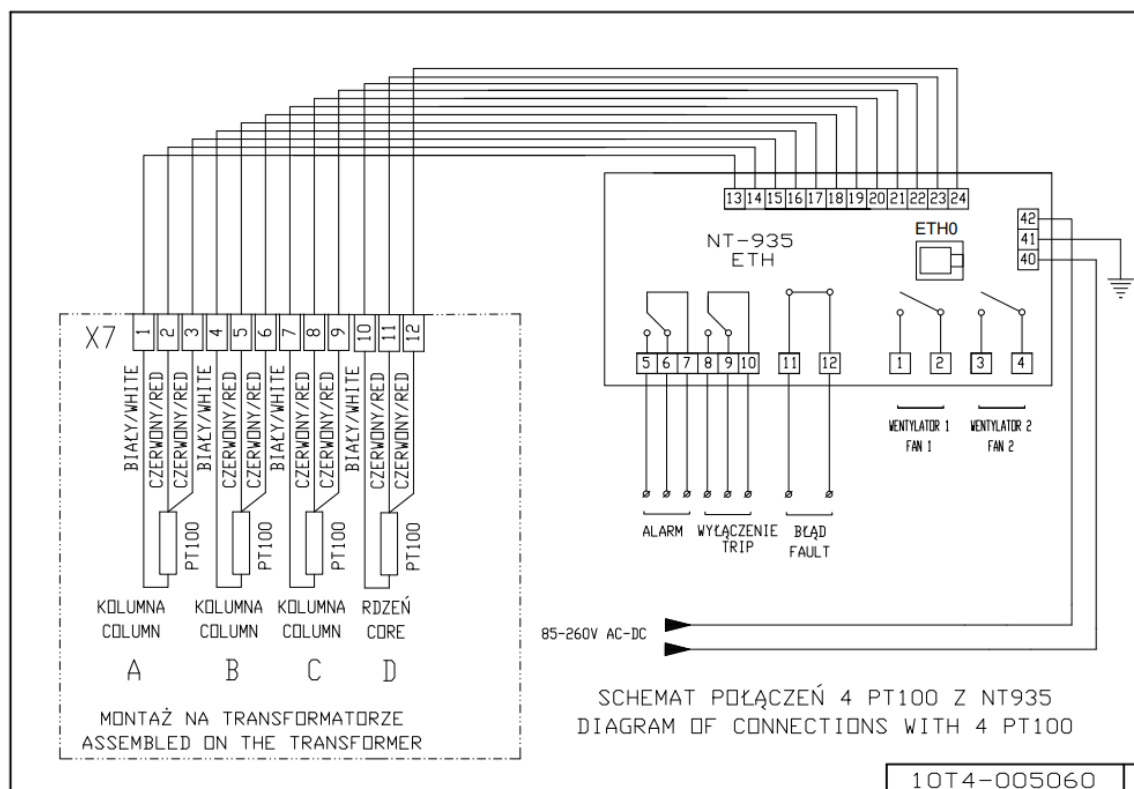 13 14 15 16 17 18 19 20 21 22 23 24
42
41
40
ETH0
NT-935
ETH
X7 1 2 3 4 5 6 7 8 9 10 11 12
BIAŁY/WHITE
CZERWONY/RED
CZERWONY/RED
BIAŁY/WHITE
CZERWONY/RED
CZERWONY/RED
BIAŁY/WHITE
CZERWONY/RED
CZERWONY/RED
BIAŁY/WHITE
CZERWONY/RED
CZERWONY/RED
5 6 7 8 9 10 11 12
1 2 3 4
WENTYLATOR 1
FAN 1
WENTYLATOR 2
FAN 2
PT100
PT100
PT100
PT100
ALARM
WYŁĄCZENIE
TRIP
BŁĄD
FAULT
KOLUMNA
COLUMN
A
KOLUMNA
COLUMN
B
KOLUMNA
COLUMN
C
RDZEŃ
CORE
D
85-260V AC-DC
MONTAŻ NA TRANSFORMATORZE
ASSEMBLED ON THE TRANSFORMER
SCHEMAT POŁĄCZEŃ 4 PT100 Z NT935
DIAGRAM OF CONNECTIONS WITH 4 PT100
10T4-005060